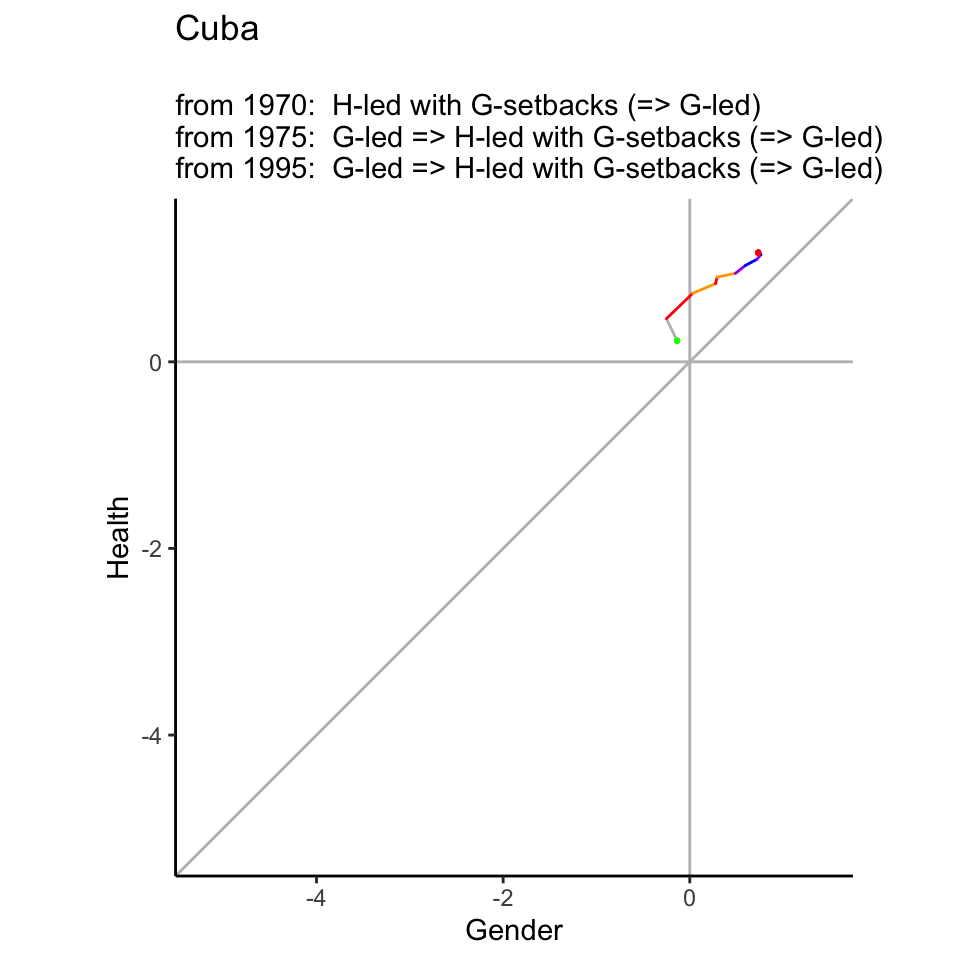 Cuba
from 1970:  H-led with G-setbacks (=> G-led)
from 1975:  G-led => H-led with G-setbacks (=> G-led)
from 1995:  G-led => H-led with G-setbacks (=> G-led)
0
-2
-4
Health
-4
-2
0
Gender